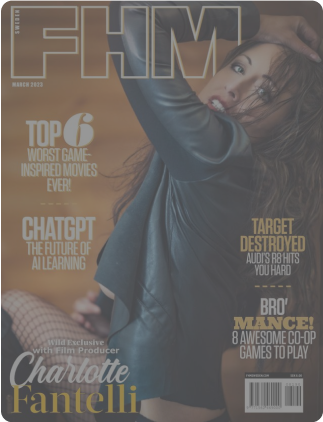 SWEDEN
FHM
MARCH 2023
TOP 6
WORST GAME-
INSPIRED MOVIES
EVER!
CHATGPT
THE FUTURE OF
AI LEARNING
TARGET
DESTROYED
AUDI'S R8 HITS
YOU HARD
BRO'
MANCE!
8 AWESOME CO-OP
GAMES TO PLAY
Wild Exclusive
with Film Producer
Charlotte
Fantelli